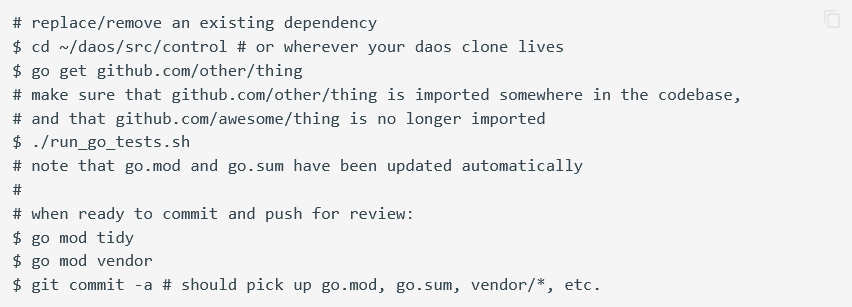 # replace/remove an existing dependency
$ cd ~/daos/src/control # or wherever your daos clone lives
$ go get github.com/other/thing
# make sure that github.com/other/thing is imported somewhere in the codebase,
# and that github.com/awesome/thing is no longer imported
$ ./run_go_tests.sh
# note that go.mod and go.sum have been updated automatically
#
# when ready to commit and push for review:
$ go mod tidy
$ go mod vendor
$ git commit -a # should pick up go.mod, go.sum, vendor/*, etc.